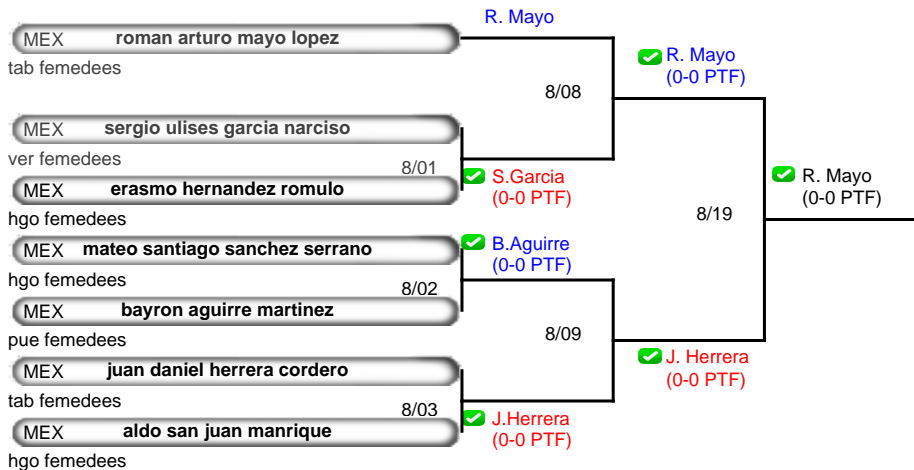 MEX roman arturo mayo lopez
tab femedees
MEX sergio ulises garcia narciso
ver femedees
8/01
MEX erasmo hernandez romulo
hgo femedees
MEX mateo santiago sanchez serrano
hgo femedees
8/02
MEX bayron aguirre martinez
pue femedees
MEX juan daniel herrera cordero
tab femedees
8/03
MEX aldo san juan manrique
hgo femedees
R. Mayo
8/08
S.Garcia
(0-0 PTF)
B.Aguirre
(0-0 PTF)
8/09
J.Herrera
(0-0 PTF)
R. Mayo
(0-0 PTF)
8/19
J. Herrera
(0-0 PTF)
R. Mayo
(0-0 PTF)